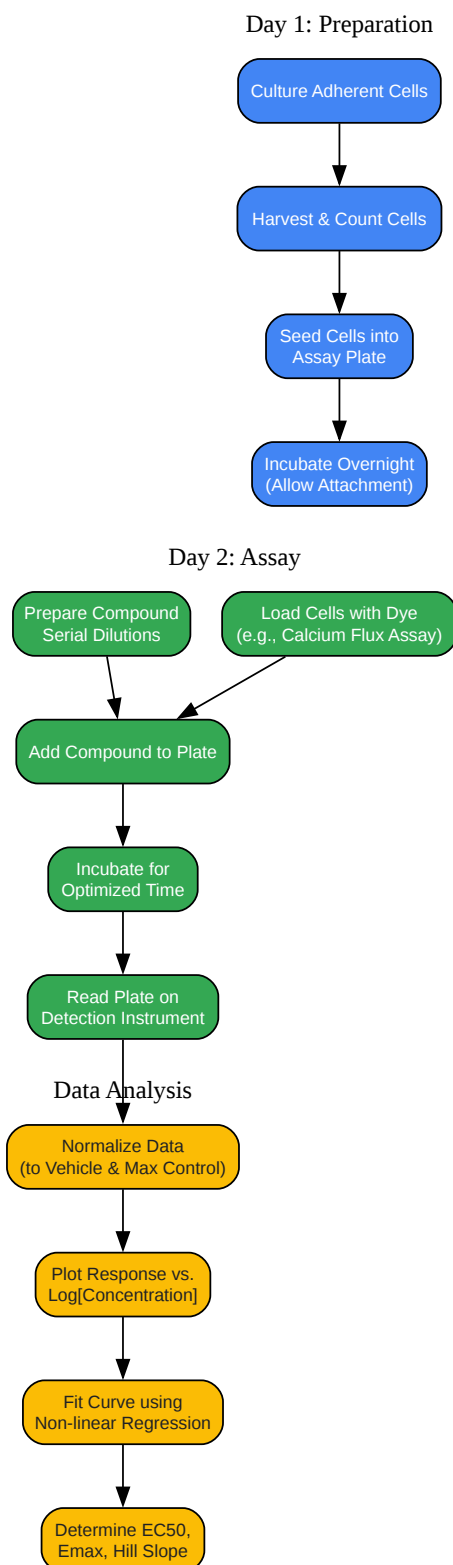 Day 1: Preparation
Culture Adherent Cells
Harvest & Count Cells
Seed Cells into
Assay Plate
Incubate Overnight
(Allow Attachment)
Day 2: Assay
Prepare Compound
Serial Dilutions
Load Cells with Dye
(e.g., Calcium Flux Assay)
Add Compound to Plate
Incubate for
Optimized Time
Read Plate on
Detection Instrument
Data Analysis
Normalize Data
(to Vehicle & Max Control)
Plot Response vs.
Log[Concentration]
Fit Curve using
Non-linear Regression
Determine EC50,
Emax, Hill Slope